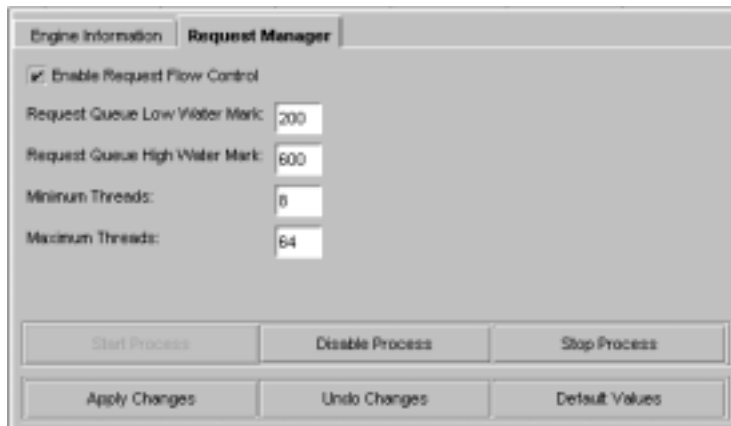 Engine Information Request Manager
Enable Request Flow Control
Request Queue Low Water Mark: 200
Request Queue High Water Mark: 600
Minimum Threads: 8
Maximum Threads: 64
Start Process Disable Process Stop Process
Apply Changes Undo Changes Default Values